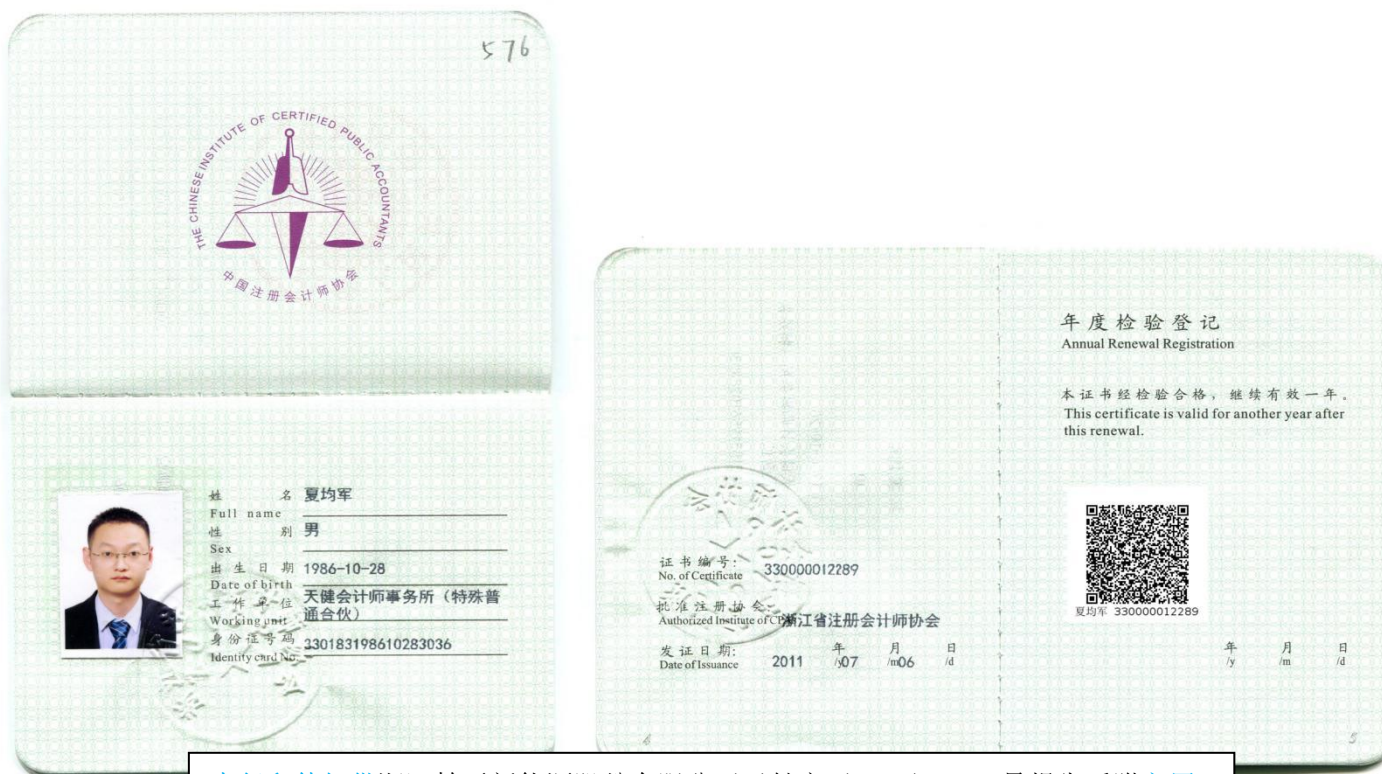 576
THE CHINESE INSTITUTE OF CERTIFIED PUBLIC ACCOUNTANTS
中国注册会计师协会
姓 名 夏均军
Full name
性 别 男
Sex
出生日期 1986-10-28
Date of birth
工作单位 天健会计师事务所（特殊普
通合伙）
Working unit
身份证号码 330183198610283036
Identity card No.
证书编号: 330000012289
No. of Certificate
批准注册协会: 浙江省注册会计师协会
Authorized Institute of CP
发证日期: 2011 年 07 月 06 日
Date of Issuance /y /m /d
6
年度检验登记
Annual Renewal Registration
本证书经检验合格，继续有效一年。
This certificate is valid for another year after
this renewal.
夏均军 330000012289
年 月 日
/y /m /d
5